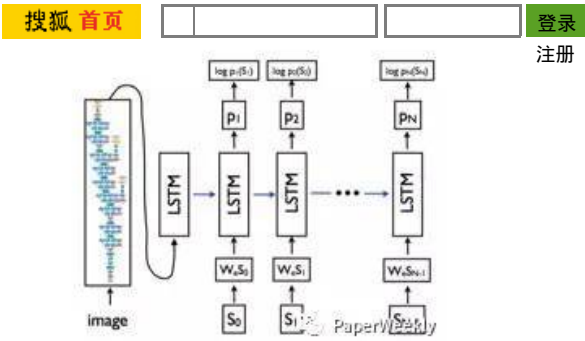 搜狐 首页
登录
注册
log p₁(S₁) log p₂(S₂) log pN(SN)
p₁ p₂ pN
LSTM LSTM LSTM ••• LSTM
WₑS₀ WₑS₁ WₑSN-1
image S₀ S₁
PaperWeekly